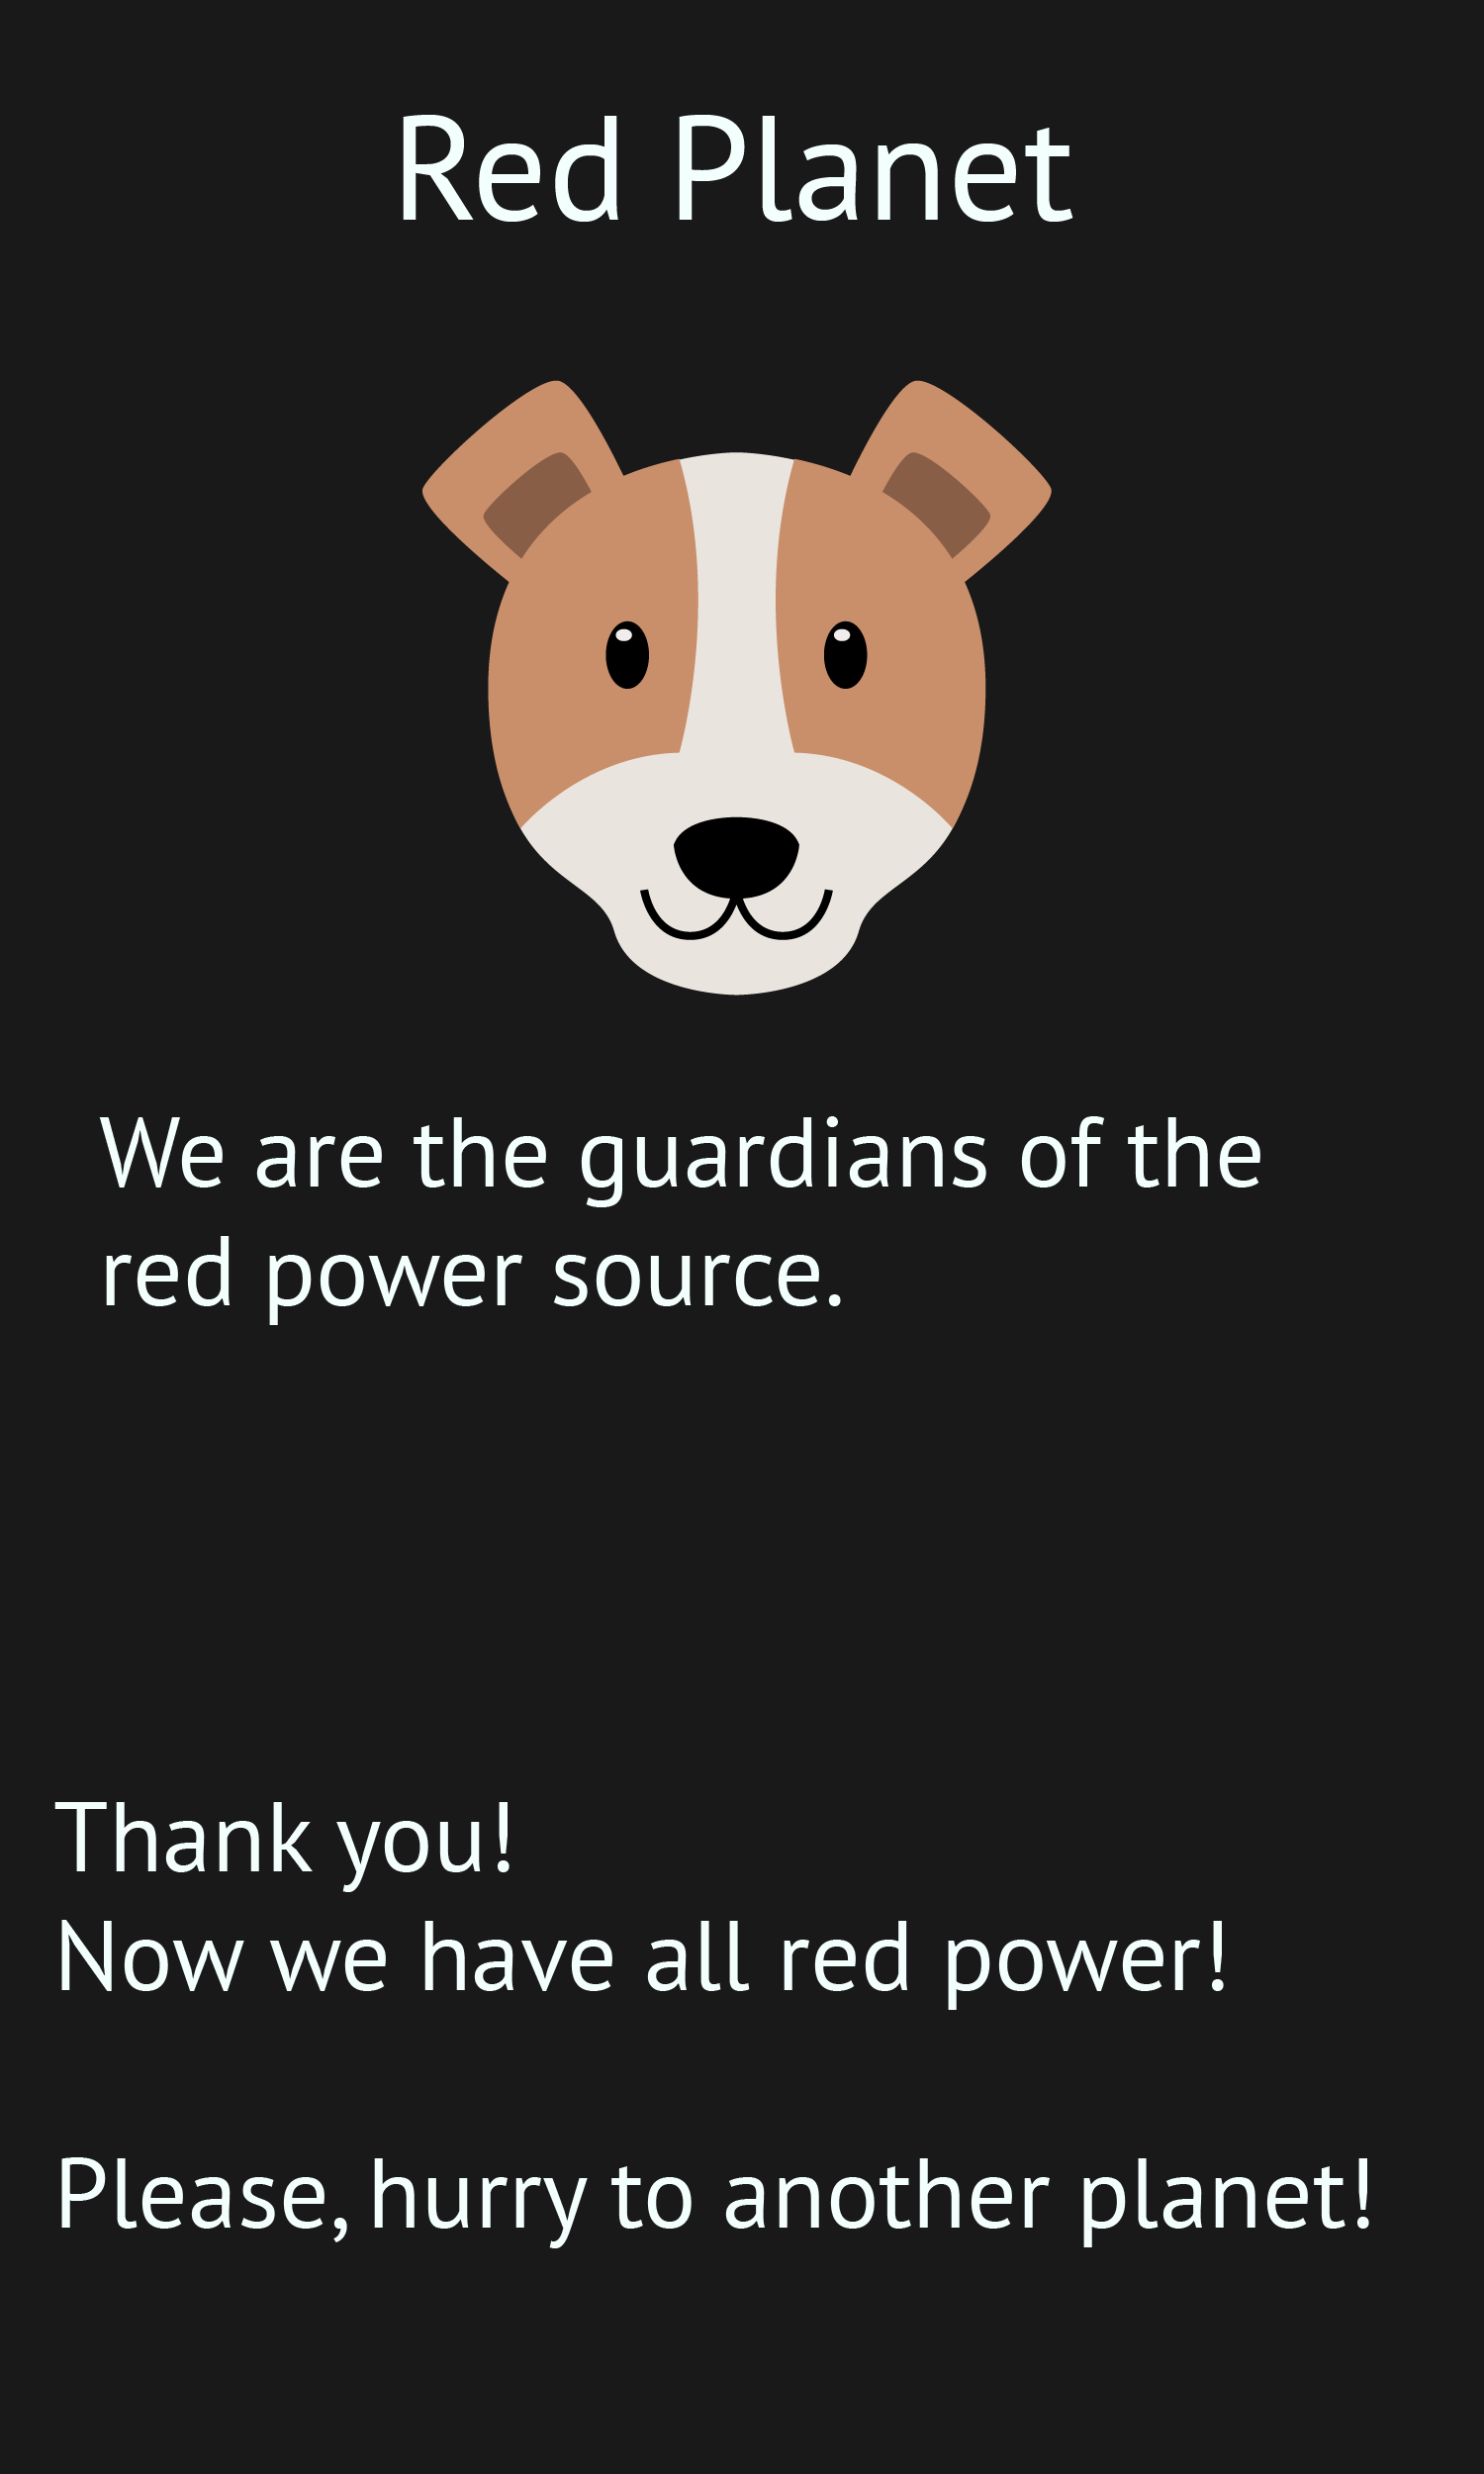 Red Planet
We are the guardians of the
red power source.
Thank you!
Now we have all red power!
Please, hurry to another planet!